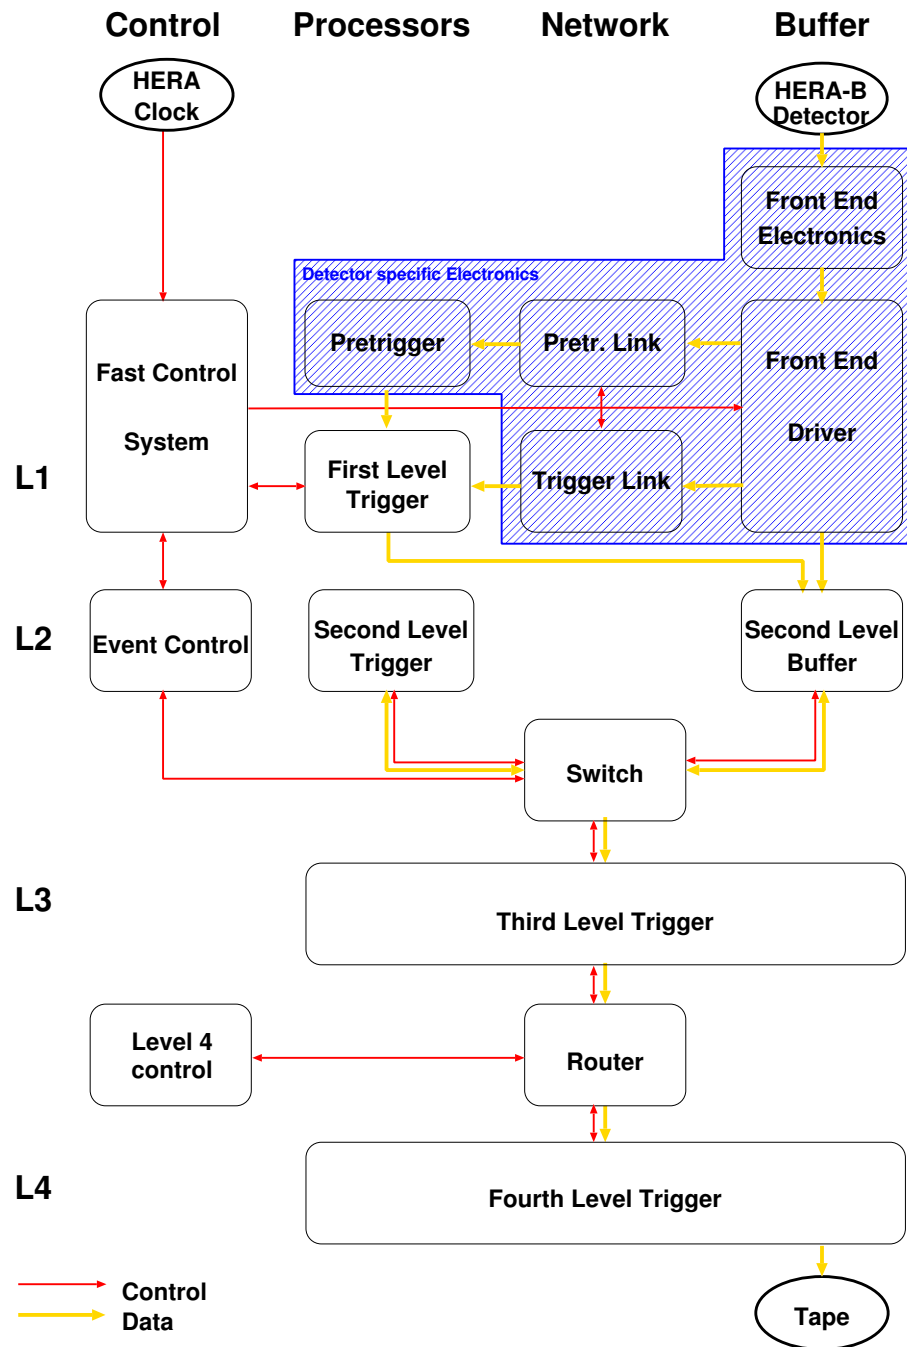 Control Processors Network Buffer
HERA
Clock
HERA-B
Detector
Front End
Electronics
Detector specific Electronics
Fast Control
System
Pretrigger
Pretr. Link
Front End
Driver
L1
First Level
Trigger
Trigger Link
L2
Event Control
Second Level
Trigger
Second Level
Buffer
Switch
L3
Third Level Trigger
Level 4
control
Router
L4
Fourth Level Trigger
Control
Data
Tape